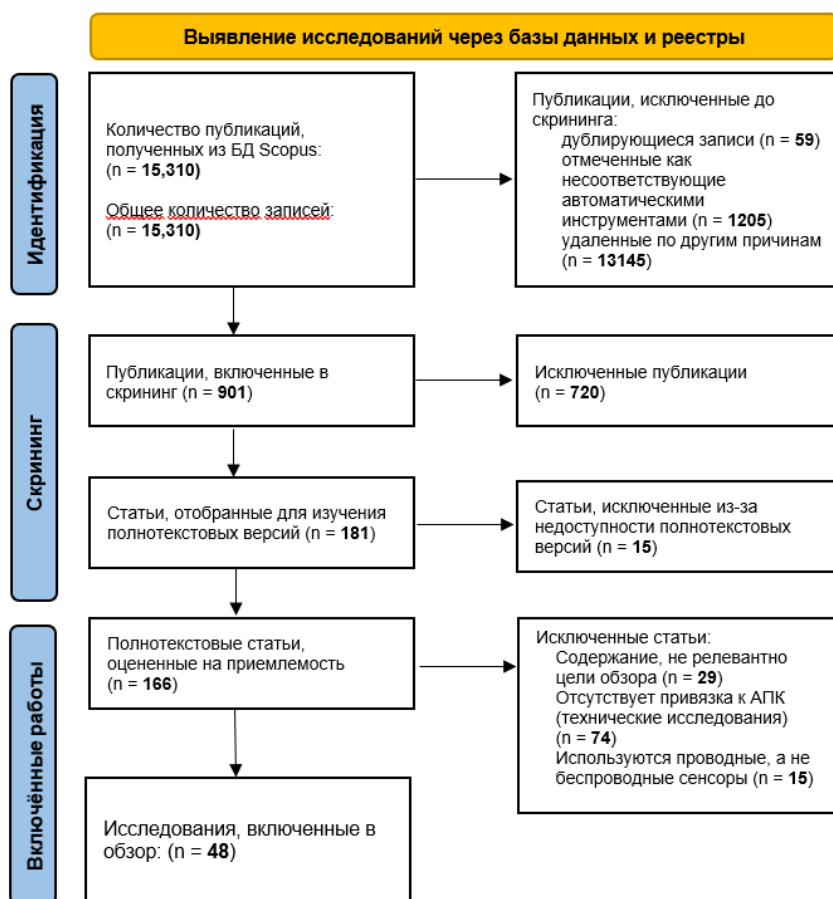 Выявление исследований через базы данных и реестры
Идентификация
Количество публикаций,
полученных из БД Scopus:
(n = 15,310)
Общее количество записей:
(n = 15,310)
Публикации, исключенные до
скрининга:
дублирующиеся записи (n = 59)
отмеченные как
несоответствующие
автоматическими
инструментами (n = 1205)
удаленные по другим причинам
(n = 13145)
Скрининг
Публикации, включенные в
скрининг (n = 901)
Исключенные публикации
(n = 720)
Статьи, отобранные для изучения
полнотекстовых версий (n = 181)
Статьи, исключенные из-за
недоступности полнотекстовых
версий (n = 15)
Включённые работы
Полнотекстовые статьи,
оцененные на приемлемость
(n = 166)
Исключенные статьи:
Содержание, не релевантно
цели обзора (n = 29)
Отсутствует привязка к АПК
(технические исследования)
(n = 74)
Используются проводные, а не
беспроводные сенсоры (n = 15)
Исследования, включенные в
обзор: (n = 48)